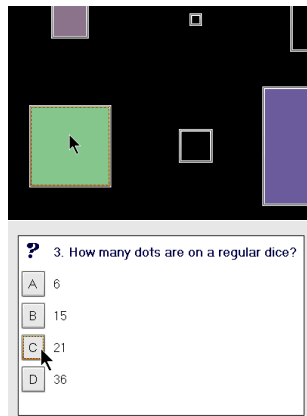 ? 3. How many dots are on a regular dice?
A 6
B 15
C 21
D 36